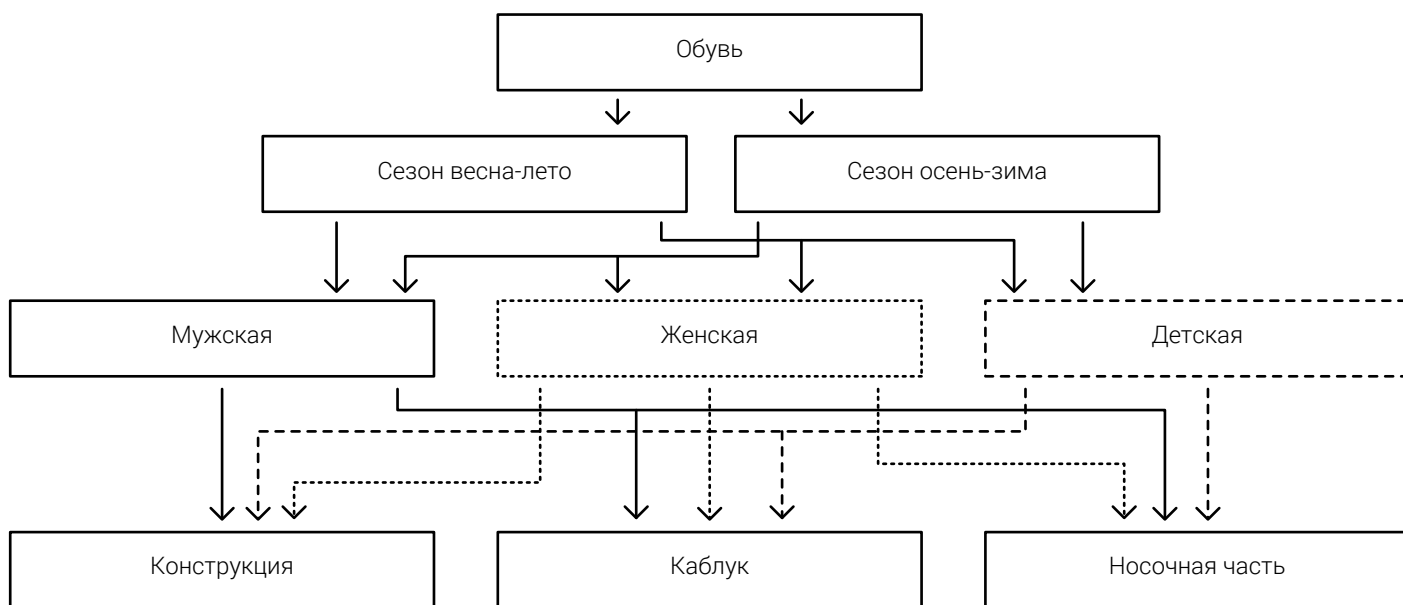 Обувь
Сезон весна-лето
Сезон осень-зима
Мужская
Женская
Детская
Конструкция
Каблук
Носочная часть